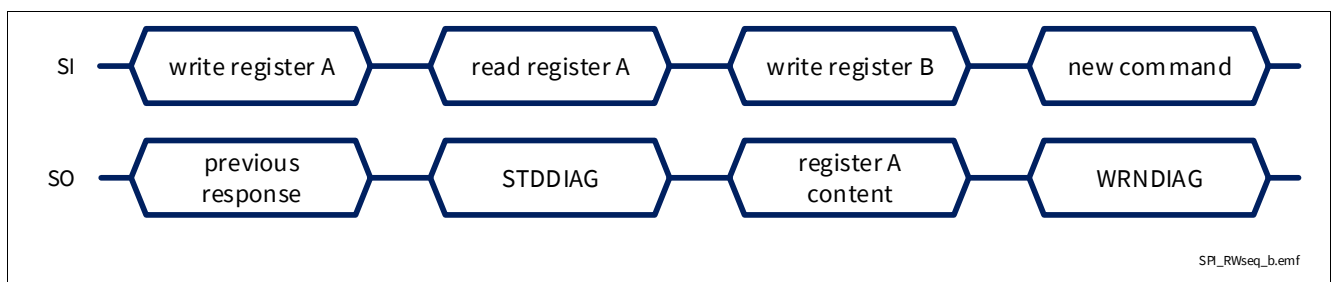 SI
write register A
read register A
write register B
new command
SO
previous
response
STDDIAG
register A
content
WRNDIAG
SPI_RWseq_b.emf